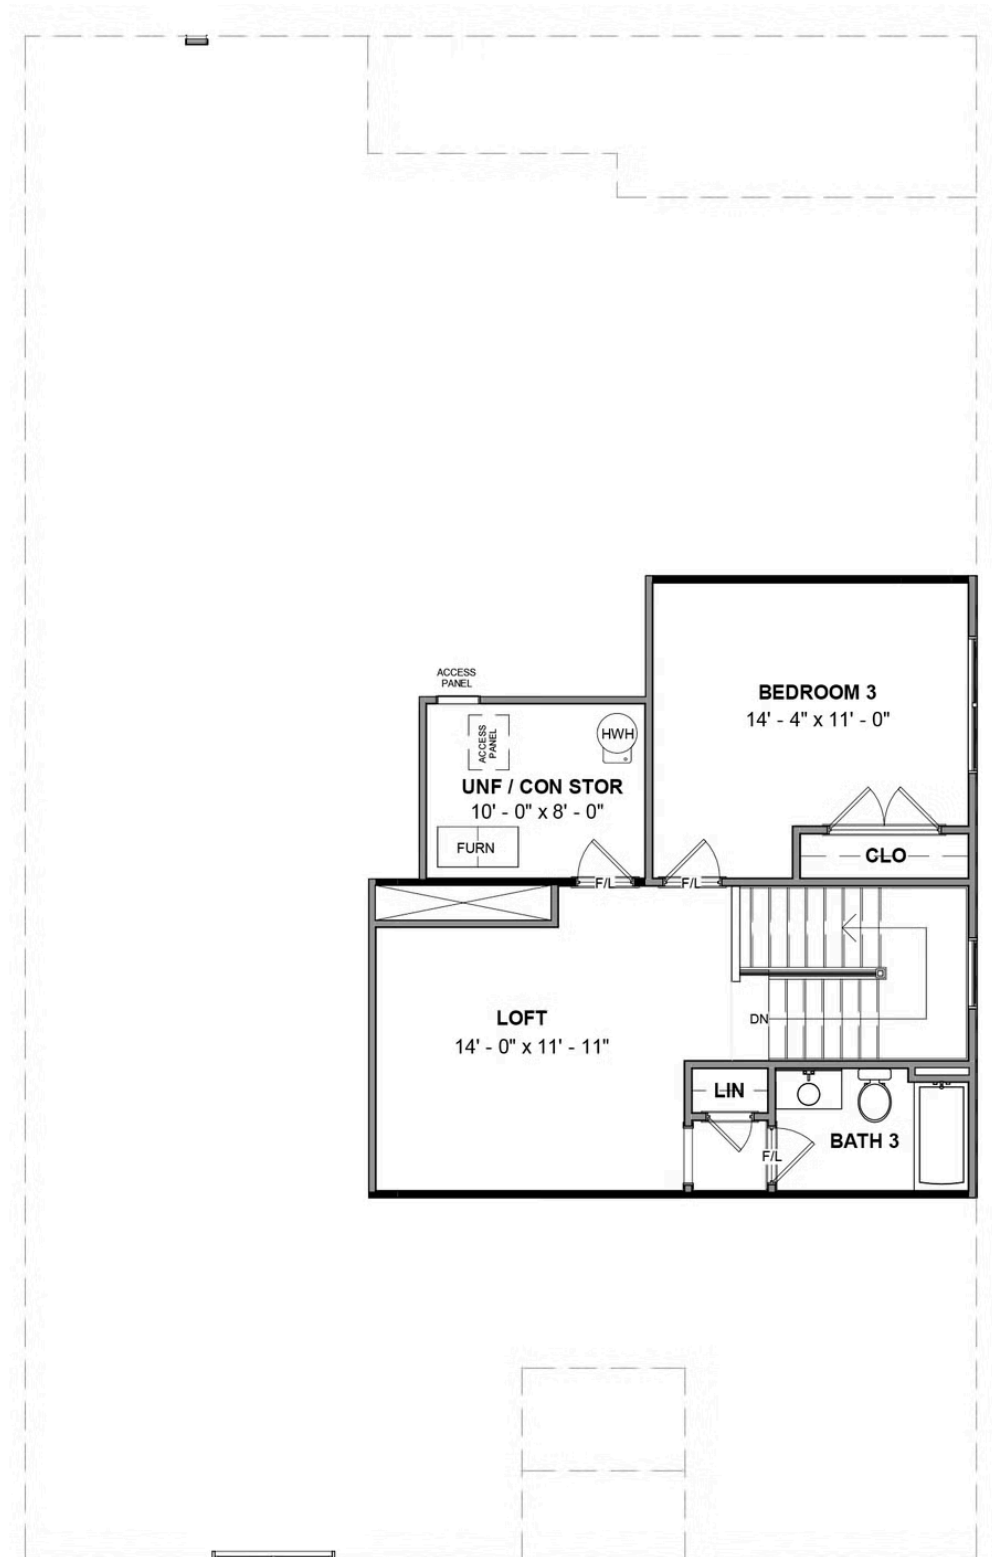 BEDROOM 3
14' - 4" x 11' - 0"
ACCESS
PANEL
ACCESS
PANEL
HWH
UNF / CON STOR
10' - 0" x 8' - 0"
FURN
CLO
F/L
F/L
LOFT
14' - 0" x 11' - 11"
DN
LIN
BATH 3
F/L